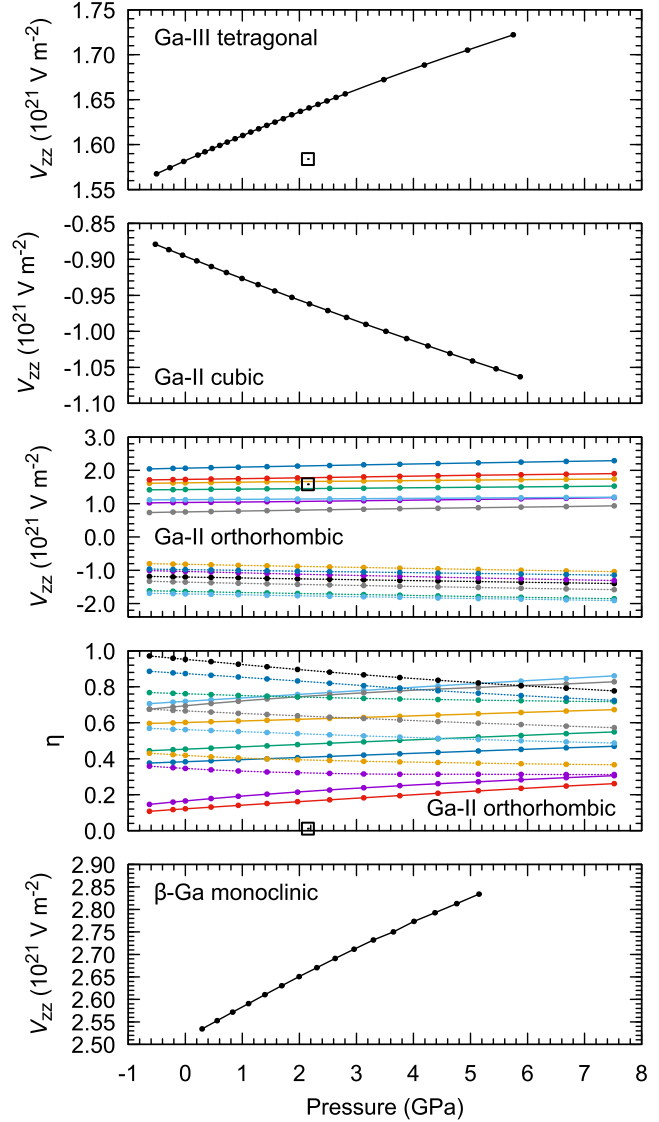 1.75
Ga-III tetragonal
1.70
1.65
1.60
1.55
V_zz (10^21 V m^-2)
-0.85
-0.90
-0.95
-1.00
-1.05
-1.10
V_zz (10^21 V m^-2)
Ga-II cubic
3.0
2.0
1.0
0.0
-1.0
-2.0
V_zz (10^21 V m^-2)
Ga-II orthorhombic
1.0
0.8
0.6
0.4
0.2
0.0
η
Ga-II orthorhombic
2.90
2.85
2.80
2.75
2.70
2.65
2.60
2.55
2.50
V_zz (10^21 V m^-2)
β-Ga monoclinic
-1 0 1 2 3 4 5 6 7 8
Pressure (GPa)